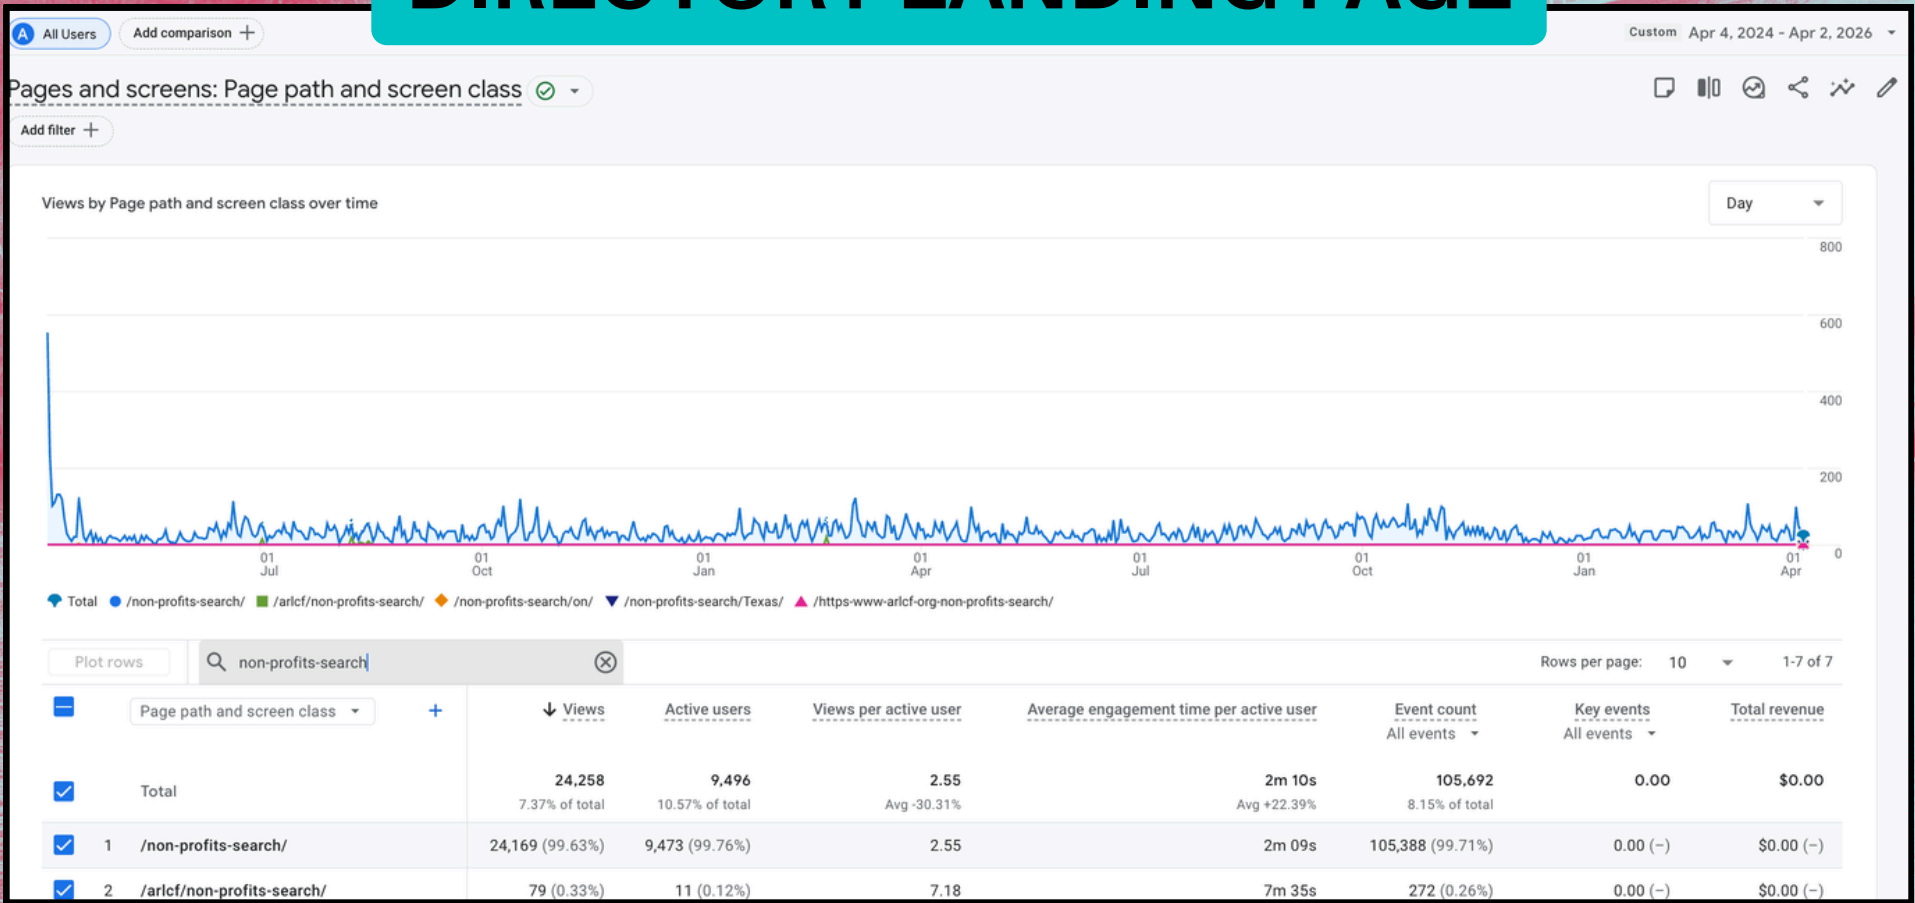 DIRECTORY LANDING PAGE
A All Users Add comparison + Custom Apr 4, 2024 - Apr 2, 2026
Pages and screens: Page path and screen class
Add filter +
Views by Page path and screen class over time
Day
800
600
400
200
0
01 Jul
01 Oct
01 Jan
01 Apr
01 Jul
01 Oct
01 Jan
01 Apr
Total /non-profits-search/ /arlcf/non-profits-search/ /non-profits-search/on/ /non-profits-search/Texas/ /https-www-arlcf-org-non-profits-search/
Plot rows non-profits-search Rows per page: 10 1-7 of 7
Page path and screen class + Views Active users Views per active user Average engagement time per active user Event count Key events Total revenue
All events All events
Total 24,258 9,496 2.55 2m 10s 105,692 0.00 $0.00
7.37% of total 10.57% of total Avg -30.31% Avg +22.39% 8.15% of total
1 /non-profits-search/ 24,169 (99.63%) 9,473 (99.76%) 2.55 2m 09s 105,388 (99.71%) 0.00 (–) $0.00 (–)
2 /arlcf/non-profits-search/ 79 (0.33%) 11 (0.12%) 7.18 7m 35s 272 (0.26%) 0.00 (–) $0.00 (–)